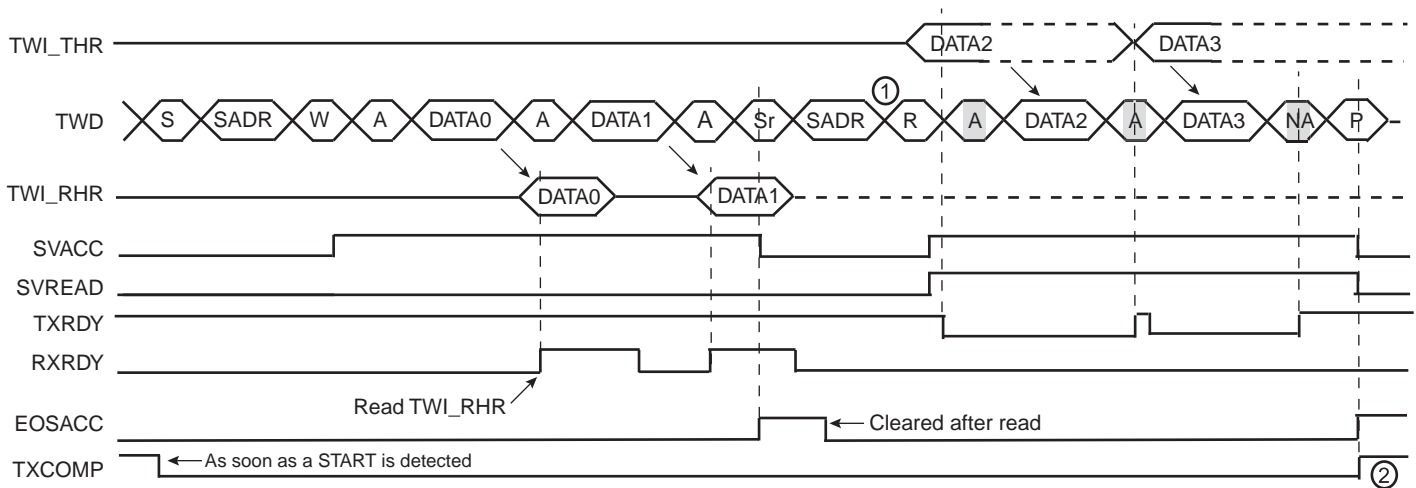 TWI_THR DATA2 DATA3
①
TWD S SADR W A DATA0 A DATA1 A Sr SADR R A DATA2 A DATA3 NA P
TWI_RHR DATA0 DATA1
SVACC
SVREAD
TXRDY
RXRDY
Read TWI_RHR
EOSACC Cleared after read
As soon as a START is detected
TXCOMP ②